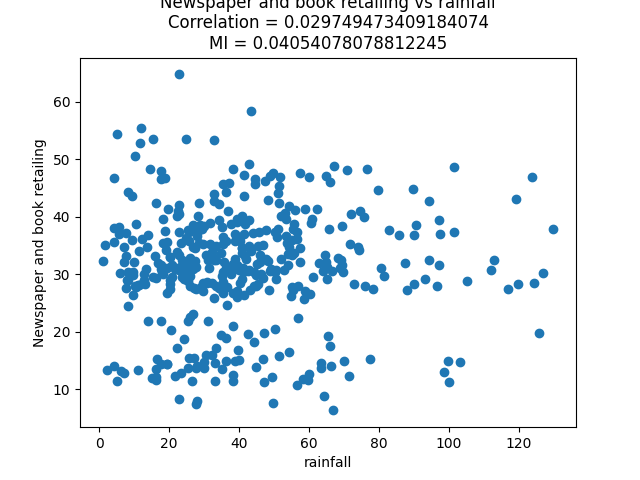 Newspaper and book retailing vs rainfall
Correlation = 0.029749473409184074
MI = 0.04054078078812245
Newspaper and book retailing
60
50
40
30
20
10
0 20 40 60 80 100 120
rainfall